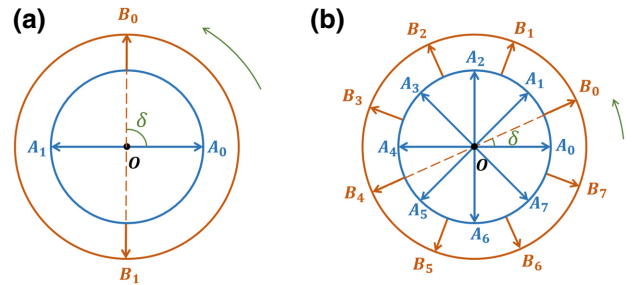 (a)
B₀
δ
A₁
O
A₀
B₁
(b)
B₂
B₁
A₂
B₃
A₃
A₁
B₀
A₄
O
δ
A₀
B₄
A₅
A₇
B₇
A₆
B₅
B₆